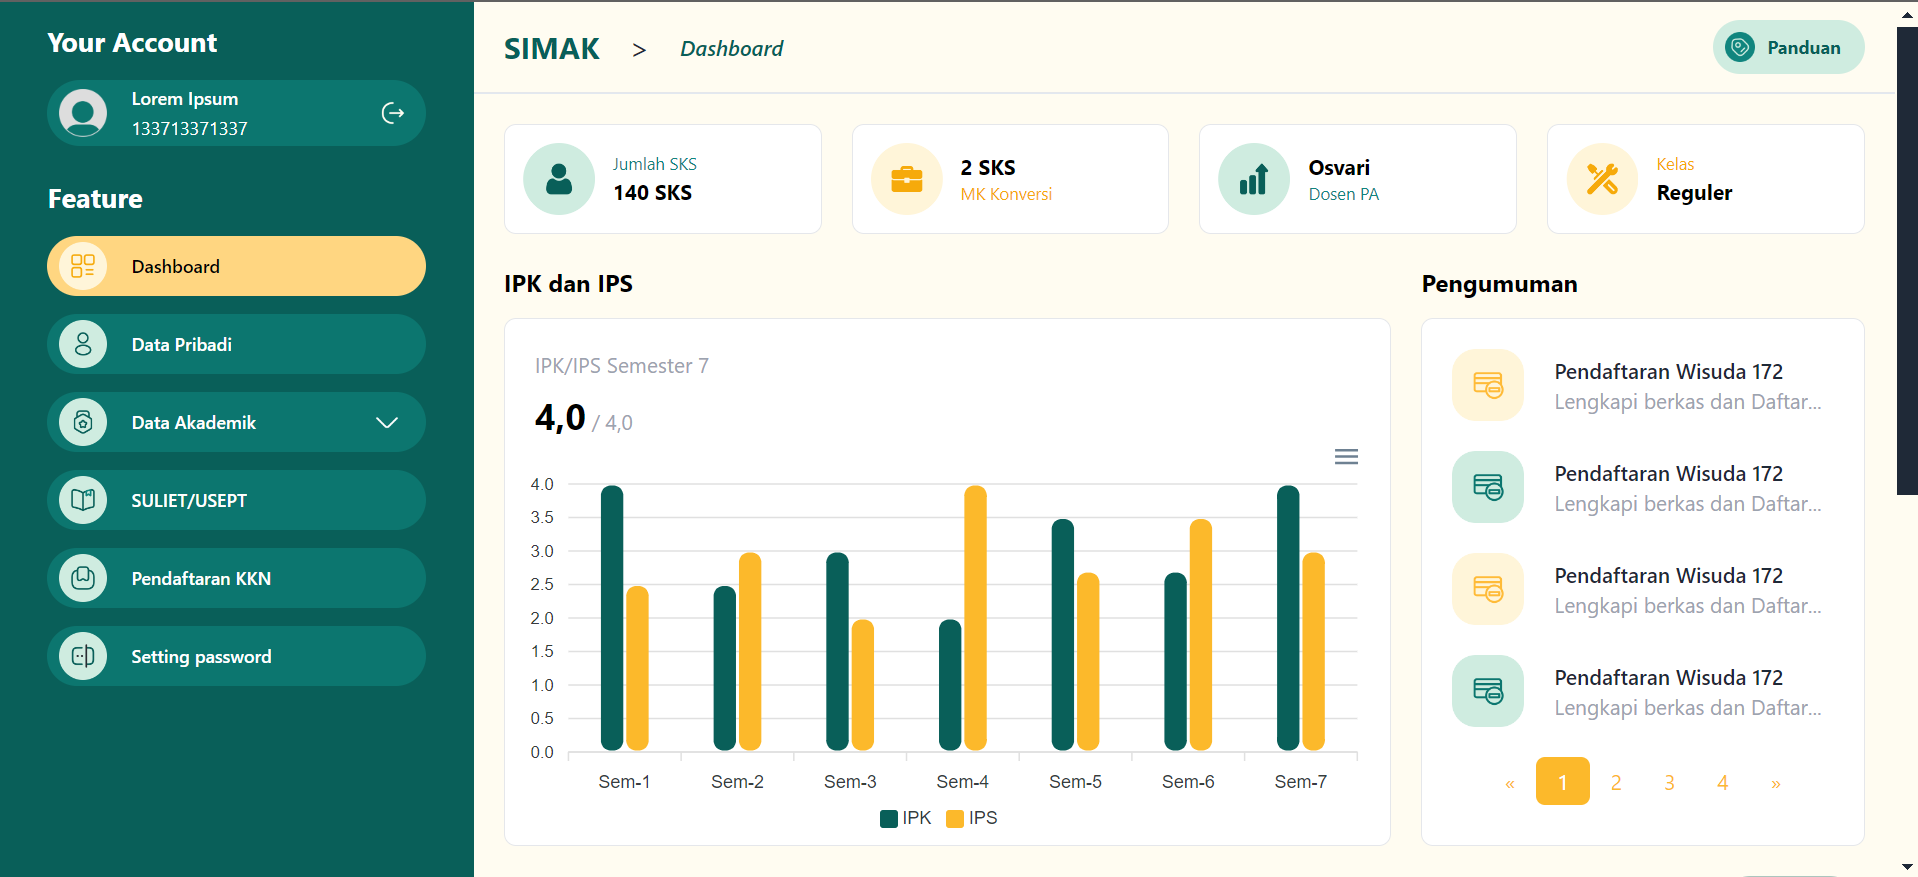 Your Account
Lorem Ipsum
133713371337
Feature
Dashboard
Data Pribadi
Data Akademik
SULIET/USEPT
Pendaftaran KKN
Setting password
SIMAK > Dashboard
Panduan
Jumlah SKS
140 SKS
2 SKS
MK Konversi
Osvari
Dosen PA
Kelas
Reguler
IPK dan IPS
IPK/IPS Semester 7
4,0 / 4,0
4.0
3.5
3.0
2.5
2.0
1.5
1.0
0.5
0.0
Sem-1 Sem-2 Sem-3 Sem-4 Sem-5 Sem-6 Sem-7
IPK IPS
Pengumuman
Pendaftaran Wisuda 172
Lengkapi berkas dan Daftar...
Pendaftaran Wisuda 172
Lengkapi berkas dan Daftar...
Pendaftaran Wisuda 172
Lengkapi berkas dan Daftar...
Pendaftaran Wisuda 172
Lengkapi berkas dan Daftar...
« 1 2 3 4 »